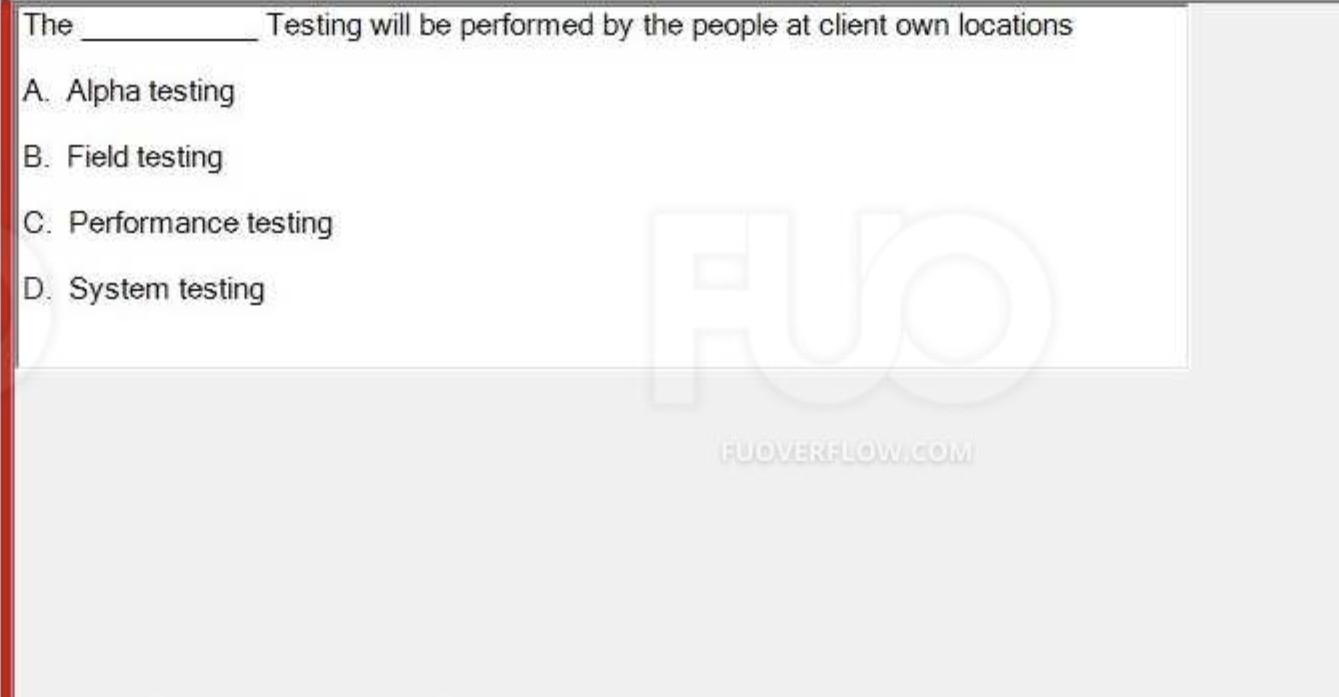 The ___________ Testing will be performed by the people at client own locations
A. Alpha testing
B. Field testing
C. Performance testing
D. System testing
FUO
FUOVERFLOW.COM